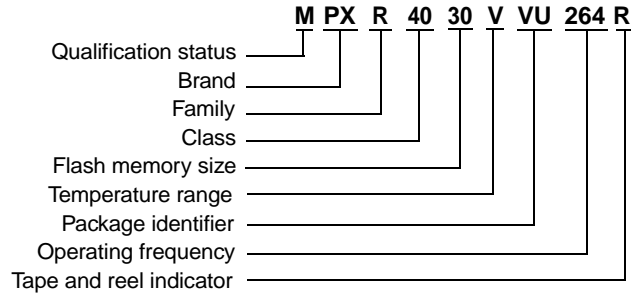 M PX R 40 30 V VU 264 R
Qualification status
Brand
Family
Class
Flash memory size
Temperature range
Package identifier
Operating frequency
Tape and reel indicator